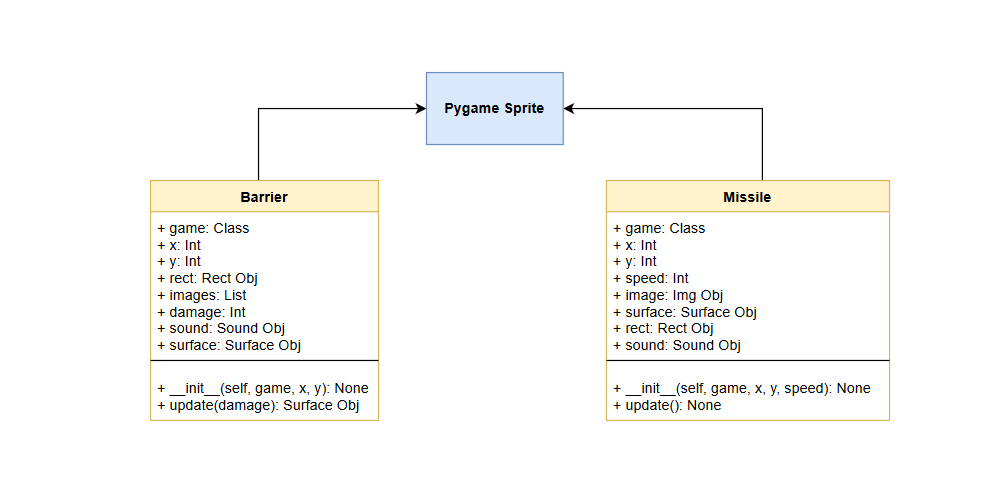 Pygame Sprite
Barrier
+ game: Class
+ x: Int
+ y: Int
+ rect: Rect Obj
+ images: List
+ damage: Int
+ sound: Sound Obj
+ surface: Surface Obj
+ __init__(self, game, x, y): None
+ update(damage): Surface Obj
Missile
+ game: Class
+ x: Int
+ y: Int
+ speed: Int
+ image: Img Obj
+ surface: Surface Obj
+ rect: Rect Obj
+ sound: Sound Obj
+ __init__(self, game, x, y, speed): None
+ update(): None